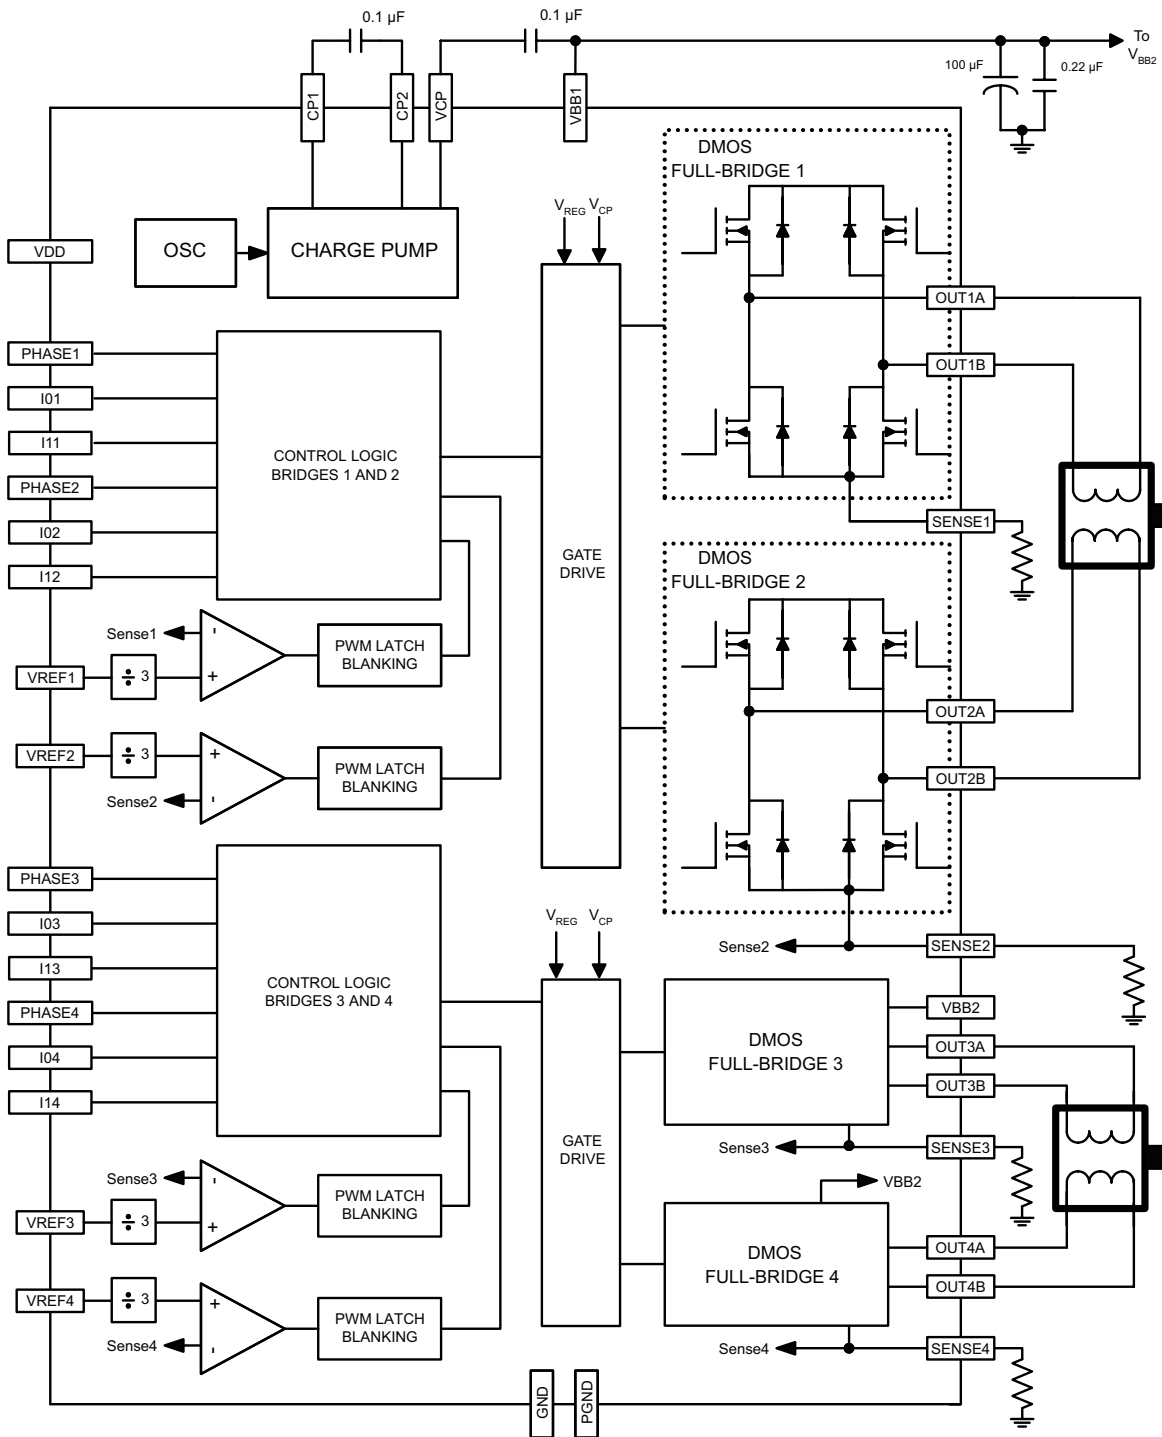 0.1 µF
0.1 µF
To
VBB2
100 µF
0.22 µF
CP1
CP2
VCP
VBB1
DMOS
FULL-BRIDGE 1
VREG
VCP
OSC
CHARGE PUMP
VDD
OUT1A
PHASE1
OUT1B
I01
I11
CONTROL LOGIC
BRIDGES 1 AND 2
PHASE2
SENSE1
I02
GATE
DRIVE
DMOS
FULL-BRIDGE 2
I12
Sense1
-
PWM LATCH
BLANKING
VREF1
÷ 3
+
OUT2A
VREF2
÷ 3
+
PWM LATCH
BLANKING
OUT2B
Sense2
-
PHASE3
VREG
VCP
I03
Sense2
SENSE2
I13
CONTROL LOGIC
BRIDGES 3 AND 4
VBB2
PHASE4
DMOS
FULL-BRIDGE 3
OUT3A
I04
OUT3B
I14
GATE
DRIVE
Sense3
SENSE3
Sense3
-
PWM LATCH
BLANKING
VBB2
VREF3
÷ 3
+
DMOS
FULL-BRIDGE 4
OUT4A
OUT4B
VREF4
÷ 3
+
PWM LATCH
BLANKING
Sense4
-
Sense4
SENSE4
GND
PGND